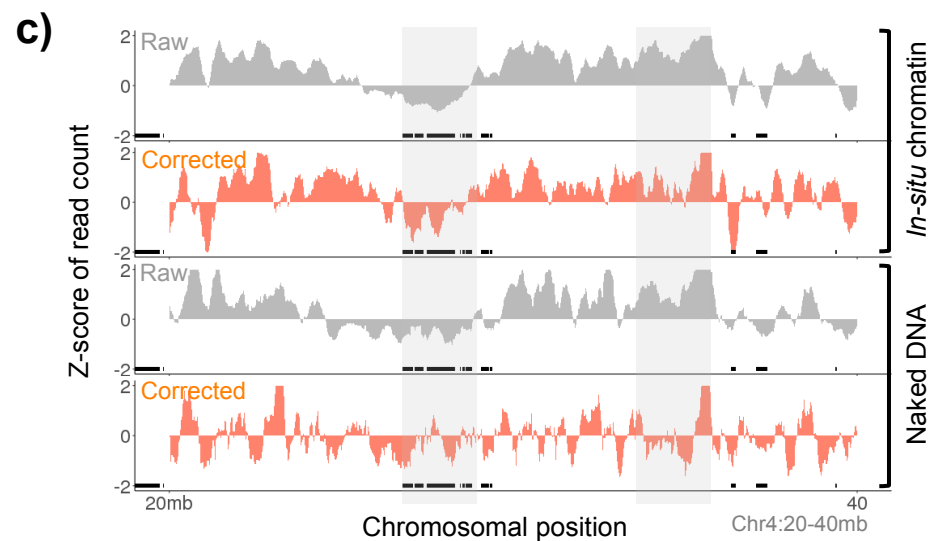 c)
Z-score of read count
2
Raw
0
-2
2
Corrected
0
-2
In-situ chromatin
2
Raw
0
-2
2
Corrected
0
-2
Naked DNA
20mb
40
Chromosomal position
Chr4:20-40mb